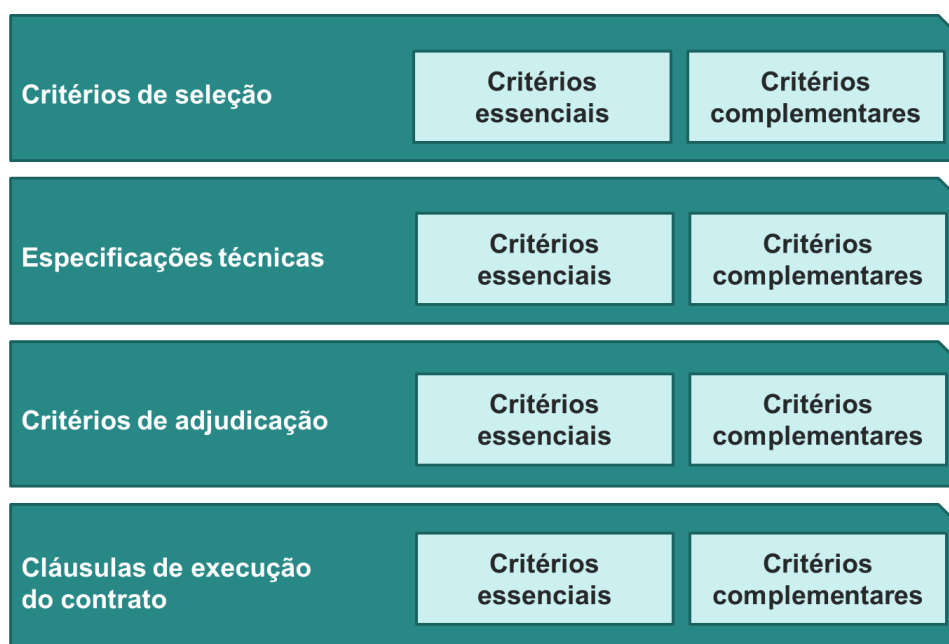 Critérios de seleção
Critérios
essenciais
Critérios
complementares
Especificações técnicas
Critérios
essenciais
Critérios
complementares
Critérios de adjudicação
Critérios
essenciais
Critérios
complementares
Cláusulas de execução
do contrato
Critérios
essenciais
Critérios
complementares